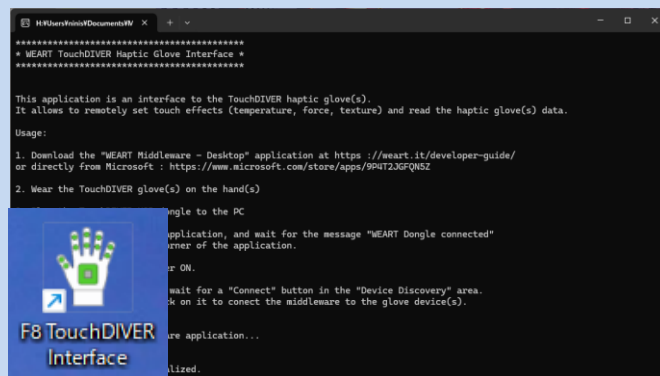 H:¥Users¥ninis¥Documents¥M
******************************************
* WEART TouchDIVER Haptic Glove Interface *
******************************************
This application is an interface to the TouchDIVER haptic glove(s).
It allows to remotely set touch effects (temperature, force, texture) and read the haptic glove(s) data.
Usage:
1. Download the "WEART Middleware - Desktop" application at https ://weart.it/developer-guide/
or directly from Microsoft : https://www.microsoft.com/store/apps/9P4T2JGFQN5Z
2. Wear the TouchDIVER glove(s) on the hand(s)
ngle to the PC
pplication, and wait for the message "WEART Dongle connected"
orner of the application.
er ON.
wait for a "Connect" button in the "Device Discovery" area.
ck on it to conect the middleware to the glove device(s).
are application...
lized.
F8 TouchDIVER
Interface